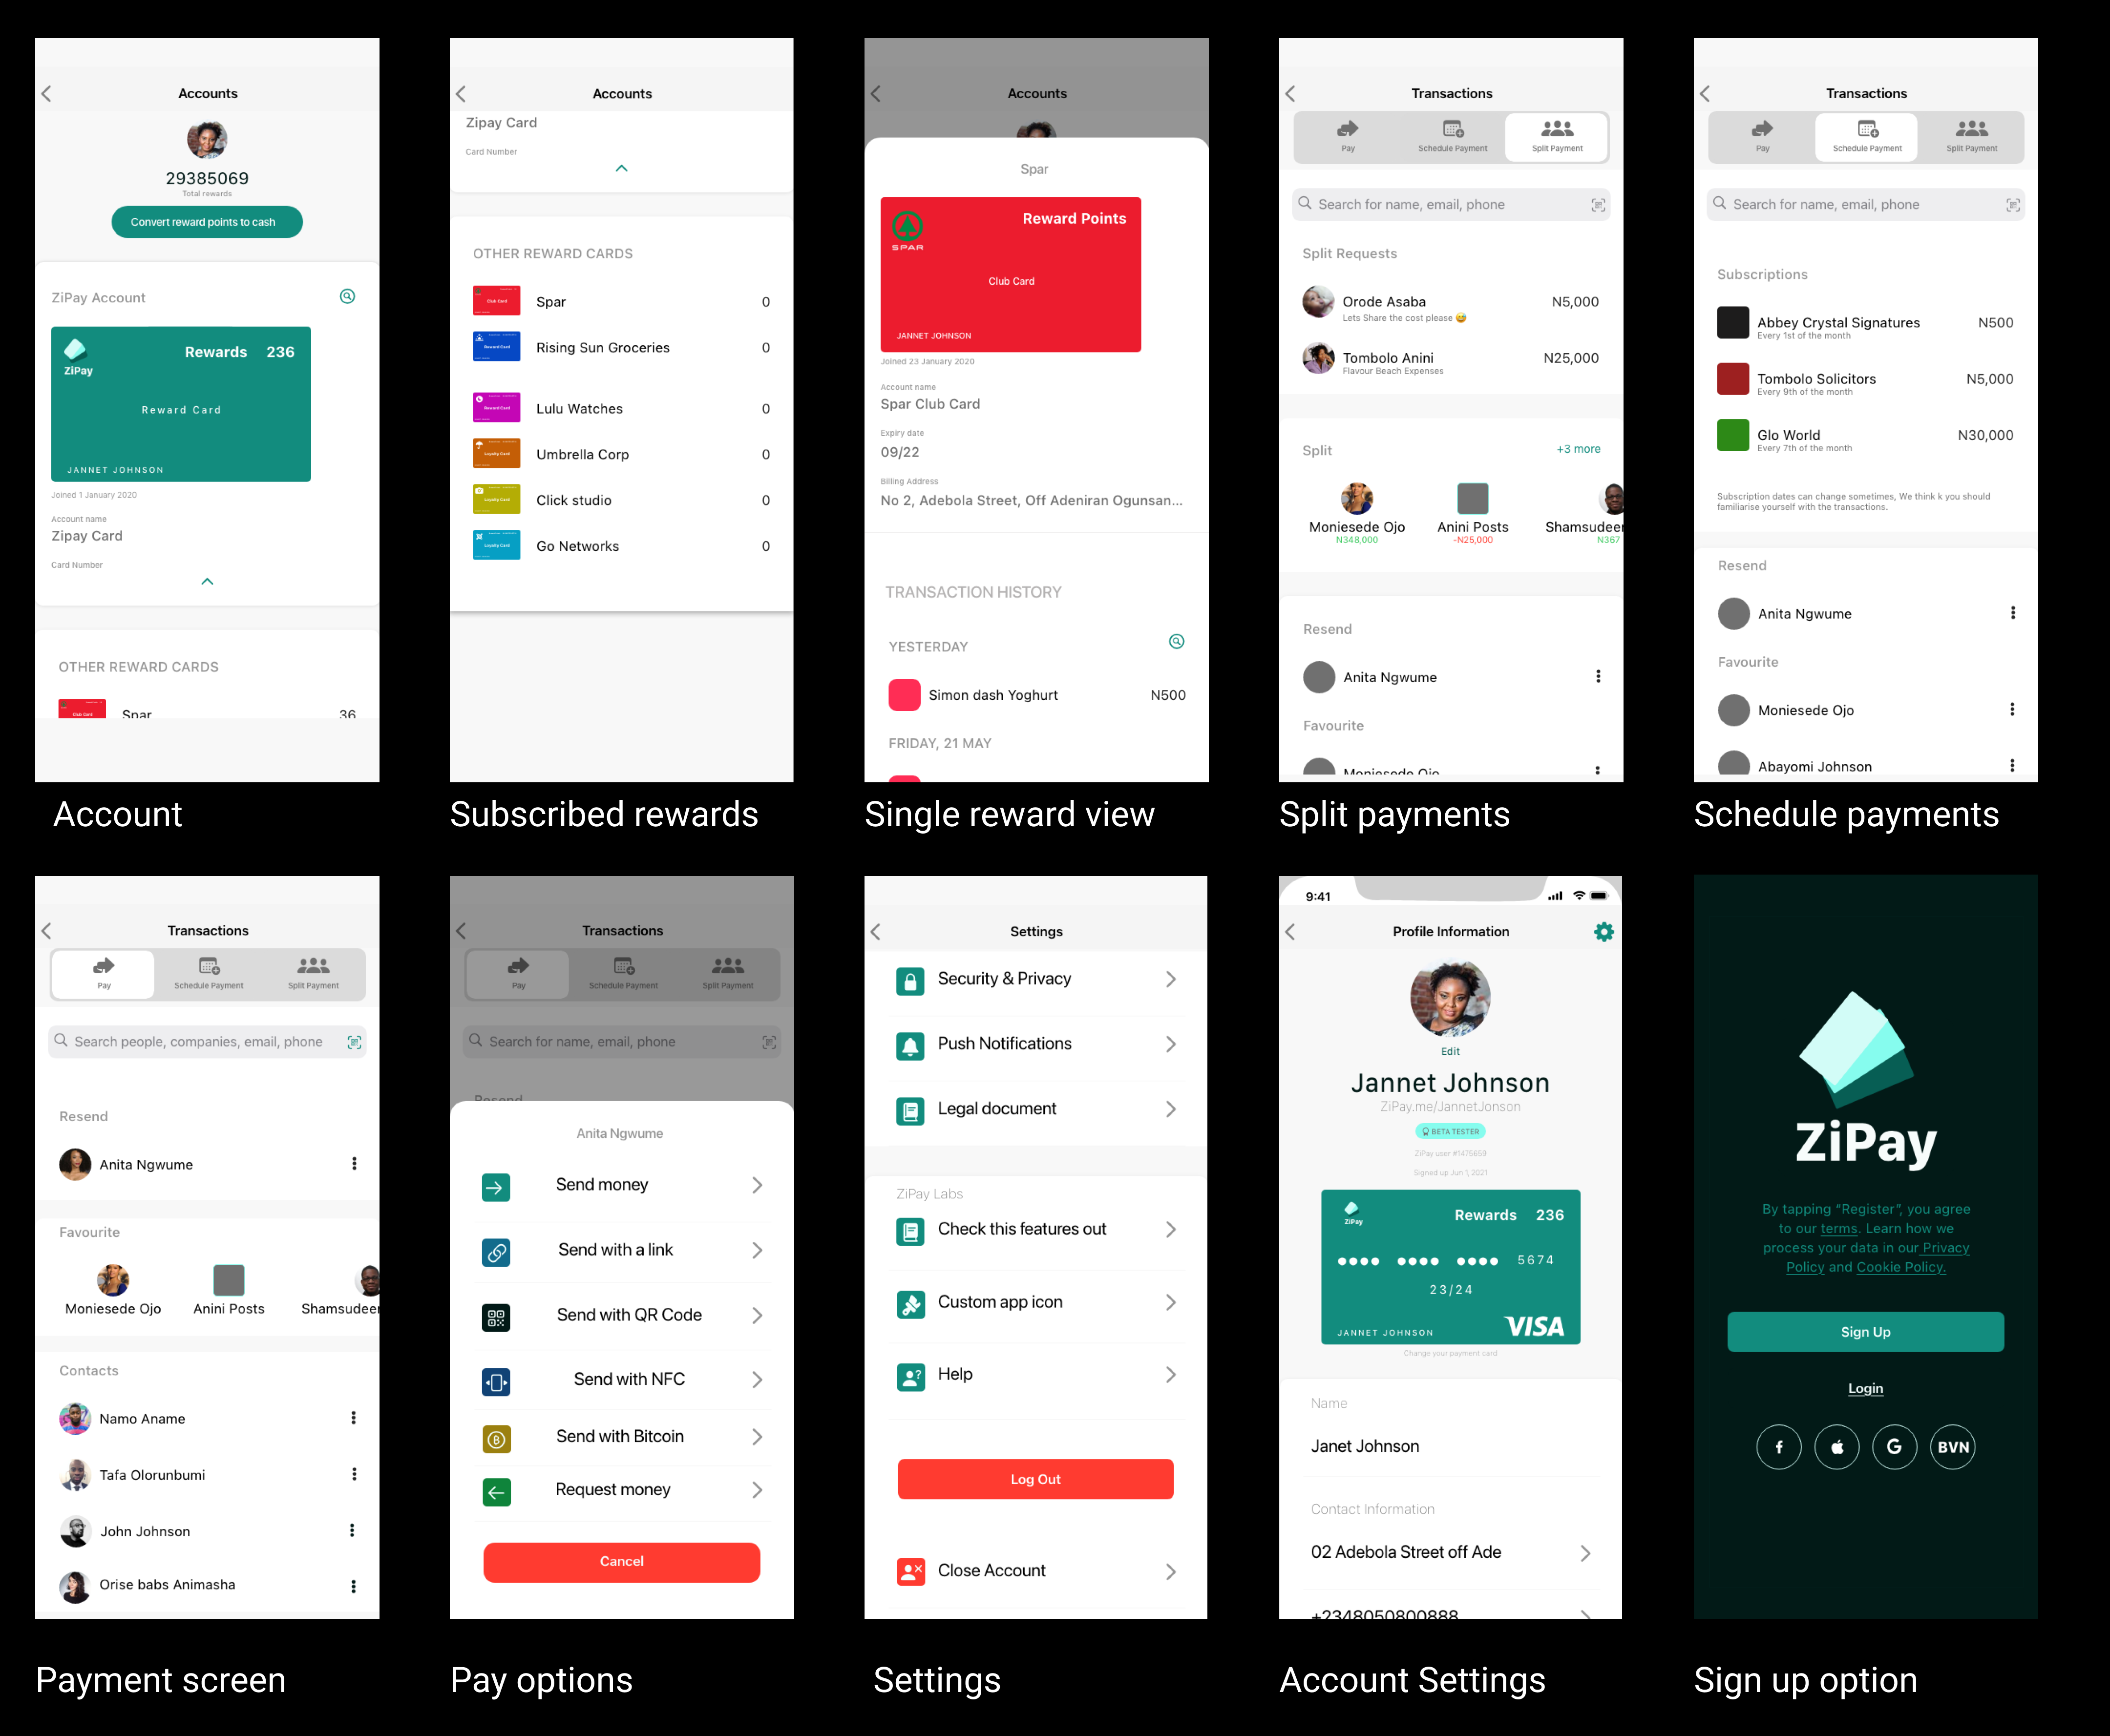 Accounts
29385069
Total rewards
Convert reward points to cash
ZiPay Account
ZiPay
Rewards 236
Reward Card
JANNET JOHNSON
Joined 1 January 2020
Account name
Zipay Card
Card Number
OTHER REWARD CARDS
Club Card
Spar 36
Account
Accounts
Zipay Card
Card Number
OTHER REWARD CARDS
Club Card
Spar 0
Reward Card
Rising Sun Groceries 0
Reward Card
Lulu Watches 0
Loyalty Card
Umbrella Corp 0
Loyalty Card
Click studio 0
Loyalty Card
Go Networks 0
Subscribed rewards
Accounts
Spar
SPAR
Reward Points
Club Card
JANNET JOHNSON
Joined 23 January 2020
Account name
Spar Club Card
Expiry date
09/22
Billing Address
No 2, Adebola Street, Off Adeniran Ogunsan...
TRANSACTION HISTORY
YESTERDAY
Simon dash Yoghurt N500
FRIDAY, 21 MAY
Single reward view
Transactions
Pay Schedule Payment Split Payment
Search for name, email, phone
Split Requests
Orode Asaba N5,000
Lets Share the cost please 😅
Tombolo Anini N25,000
Flavour Beach Expenses
Split +3 more
Moniesede Ojo Anini Posts Shamsudeer
N348,000 -N25,000 N367
Resend
Anita Ngwume
Favourite
Moniesede Ojo
Split payments
Transactions
Pay Schedule Payment Split Payment
Search for name, email, phone
Subscriptions
Abbey Crystal Signatures N500
Every 1st of the month
Tombolo Solicitors N5,000
Every 9th of the month
Glo World N30,000
Every 7th of the month
Subscription dates can change sometimes, We think k you should
familiarise yourself with the transactions.
Resend
Anita Ngwume
Favourite
Moniesede Ojo
Abayomi Johnson
Schedule payments
Transactions
Pay Schedule Payment Split Payment
Search people, companies, email, phone
Resend
Anita Ngwume
Favourite
Moniesede Ojo Anini Posts Shamsudeer
Contacts
Namo Aname
Tafa Olorunbumi
John Johnson
Orise babs Animasha
Payment screen
Transactions
Pay Schedule Payment Split Payment
Search for name, email, phone
Resend
Anita Ngwume
Send money
Send with a link
Send with QR Code
Send with NFC
Send with Bitcoin
Request money
Cancel
Pay options
Settings
Security & Privacy
Push Notifications
Legal document
ZiPay Labs
Check this features out
Custom app icon
Help
Log Out
Close Account
Settings
9:41
Profile Information
Edit
Jannet Johnson
ZiPay.me/JannetJonson
BETA TESTER
ZiPay user #1475659
Signed up Jun 1, 2021
ZiPay
Rewards 236
5674
23/24
JANNET JOHNSON VISA
Change your payment card
Name
Janet Johnson
Contact Information
02 Adebola Street off Ade
+2348050800888
Account Settings
ZiPay
By tapping “Register”, you agree
to our terms. Learn how we
process your data in our Privacy
Policy and Cookie Policy.
Sign Up
Login
f G BVN
Sign up option